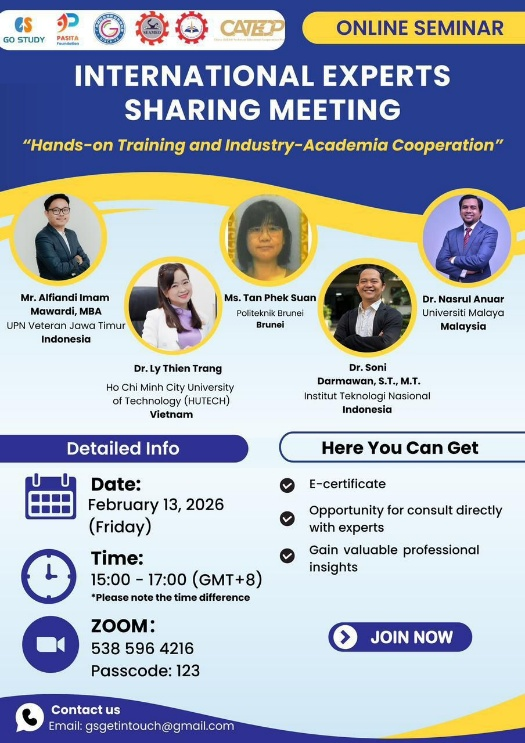 GO STUDY
PASITA
Foundation
SEAMEO
CATECP
ONLINE SEMINAR
INTERNATIONAL EXPERTS
SHARING MEETING
“Hands-on Training and Industry-Academia Cooperation”
Mr. Alfiandi Imam
Mawardi, MBA
UPN Veteran Jawa Timur
Indonesia
Dr. Ly Thien Trang
Ho Chi Minh City University
of Technology (HUTECH)
Vietnam
Ms. Tan Phek Suan
Politeknik Brunei
Brunei
Dr. Soni
Darmawan, S.T., M.T.
Institut Teknologi Nasional
Indonesia
Dr. Nasrul Anuar
Universiti Malaya
Malaysia
Detailed Info
Date:
February 13, 2026
(Friday)
Time:
15:00 - 17:00 (GMT+8)
*Please note the time difference
ZOOM:
538 596 4216
Passcode: 123
Here You Can Get
E-certificate
Opportunity for consult directly
with experts
Gain valuable professional
insights
JOIN NOW
Contact us
Email: gsgetintouch@gmail.com